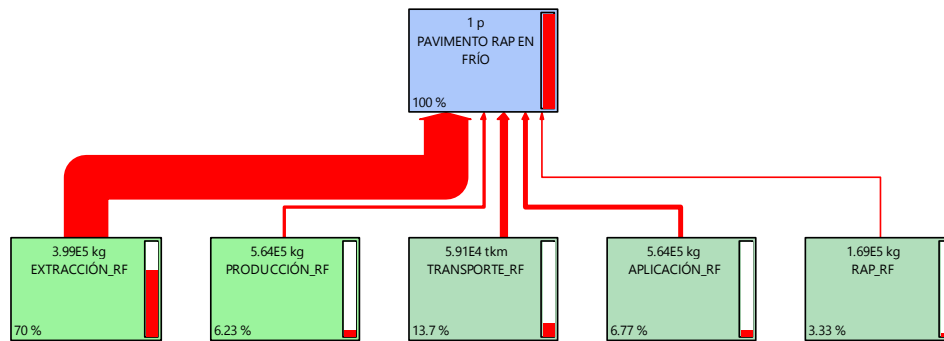 1 p
PAVIMENTO RAP EN
FRÍO
100 %
3.99E5 kg
EXTRACCIÓN_RF
70 %
5.64E5 kg
PRODUCCIÓN_RF
6.23 %
5.91E4 tkm
TRANSPORTE_RF
13.7 %
5.64E5 kg
APLICACIÓN_RF
6.77 %
1.69E5 kg
RAP_RF
3.33 %